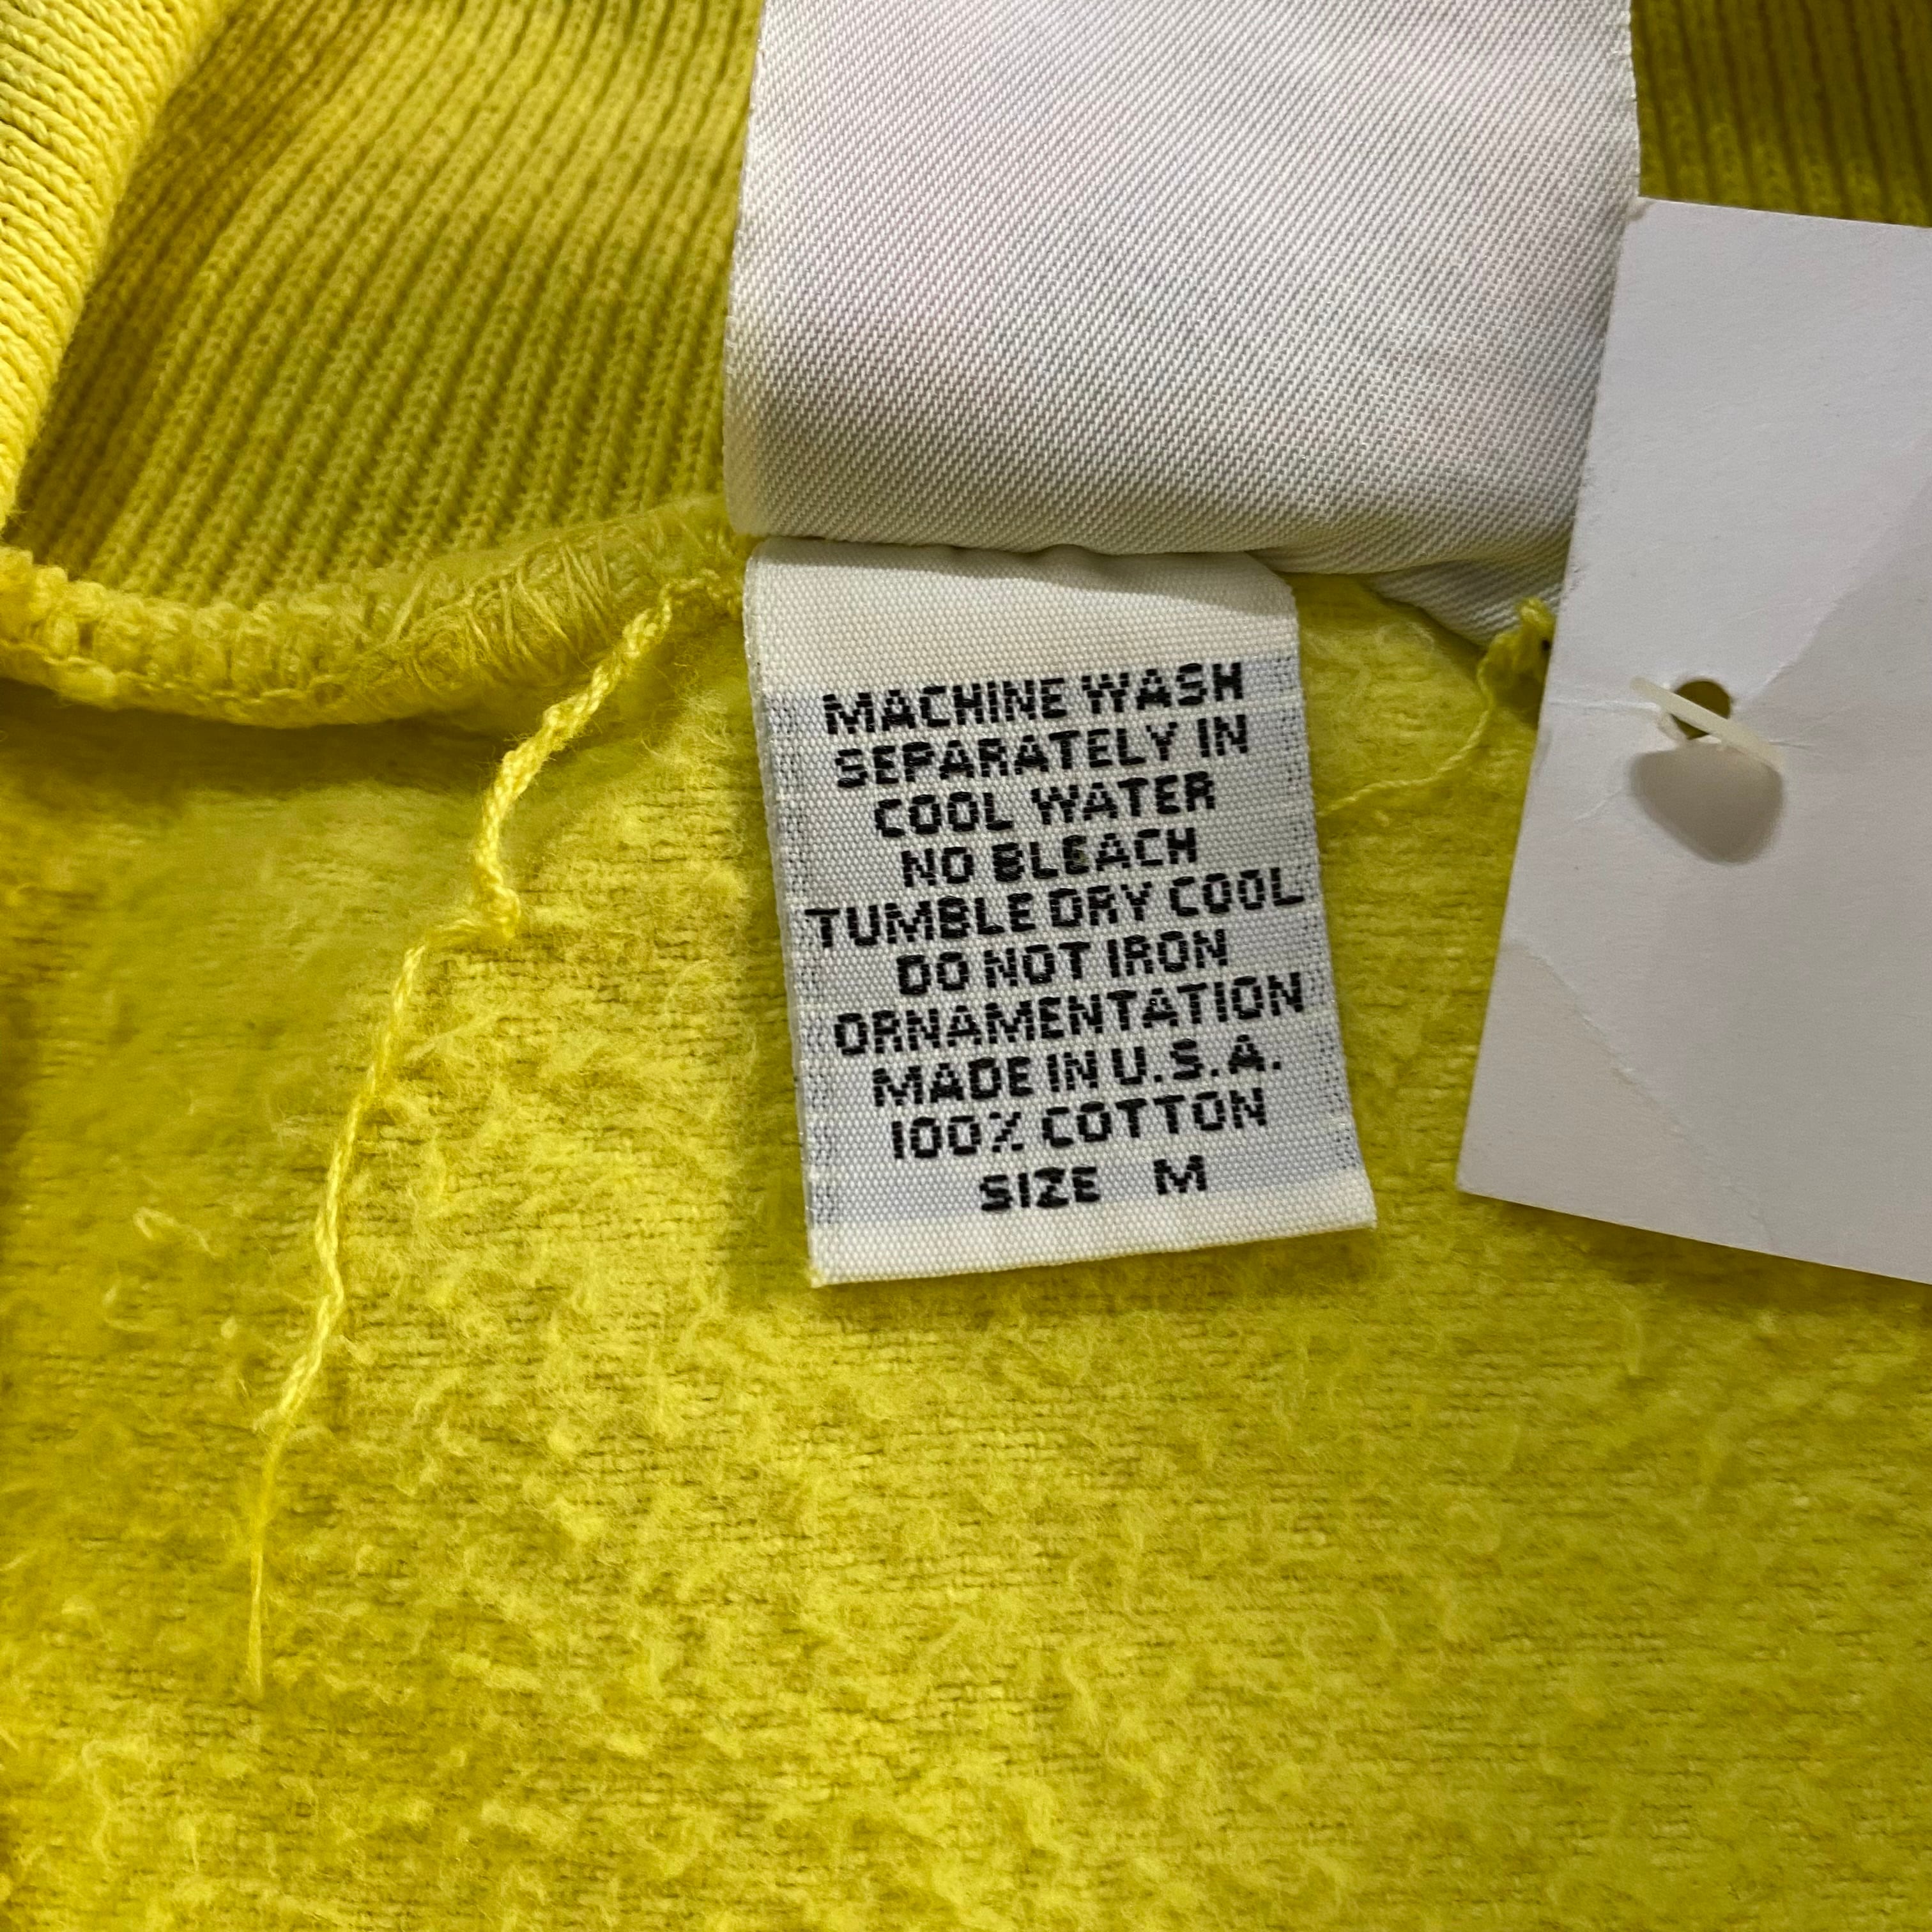 MACHINE WASH
SEPARATELY IN
COOL WATER
NO BLEACH
TUMBLE DRY COOL
DO NOT IRON
ORNAMENTATION
MADE IN U.S.A.
100% COTTON
SIZE M